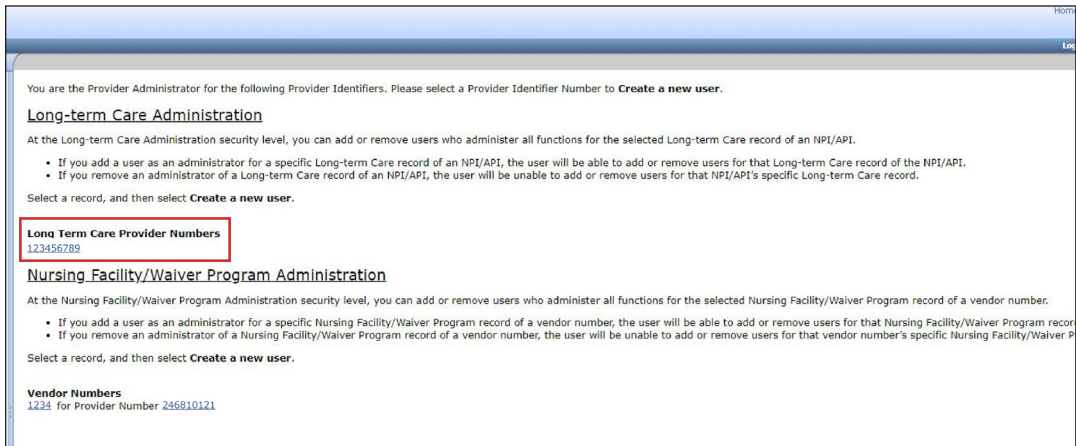 Home
Log
You are the Provider Administrator for the following Provider Identifiers. Please select a Provider Identifier Number to Create a new user.
Long-term Care Administration
At the Long-term Care Administration security level, you can add or remove users who administer all functions for the selected Long-term Care record of an NPI/API.
• If you add a user as an administrator for a specific Long-term Care record of an NPI/API, the user will be able to add or remove users for that Long-term Care record of the NPI/API.
• If you remove an administrator of a Long-term Care record of an NPI/API, the user will be unable to add or remove users for that NPI/API's specific Long-term Care record.
Select a record, and then select Create a new user.
Long Term Care Provider Numbers
123456789
Nursing Facility/Waiver Program Administration
At the Nursing Facility/Waiver Program Administration security level, you can add or remove users who administer all functions for the selected Nursing Facility/Waiver Program record of a vendor number.
• If you add a user as an administrator for a specific Nursing Facility/Waiver Program record of a vendor number, the user will be able to add or remove users for that Nursing Facility/Waiver Program recor
• If you remove an administrator of a Nursing Facility/Waiver Program record of a vendor number, the user will be unable to add or remove users for that vendor number's specific Nursing Facility/Waiver P
Select a record, and then select Create a new user.
Vendor Numbers
1234 for Provider Number 246810121